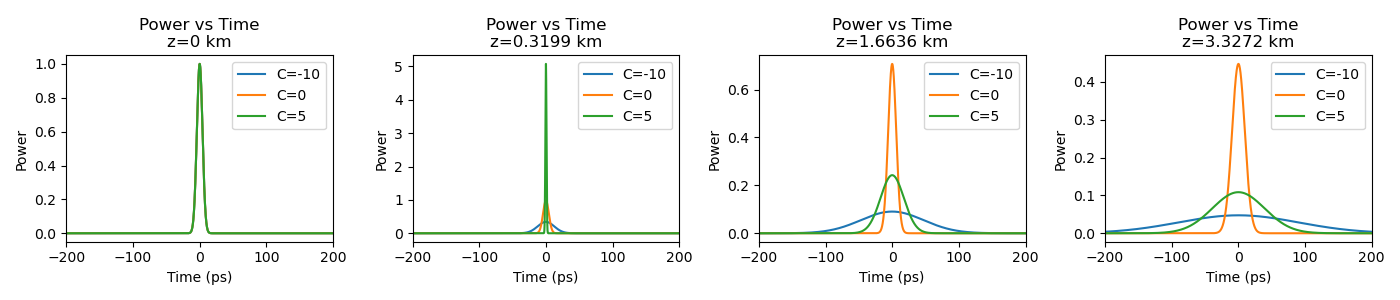 Power vs Time
z=0 km
Power
1.0
0.8
0.6
0.4
0.2
0.0
C=-10
C=0
C=5
−200
−100
0
100
200
Time (ps)
Power vs Time
z=0.3199 km
Power
5
4
3
2
1
0
C=-10
C=0
C=5
−200
−100
0
100
200
Time (ps)
Power vs Time
z=1.6636 km
Power
0.6
0.4
0.2
0.0
C=-10
C=0
C=5
−200
−100
0
100
200
Time (ps)
Power vs Time
z=3.3272 km
Power
0.4
0.3
0.2
0.1
0.0
C=-10
C=0
C=5
−200
−100
0
100
200
Time (ps)